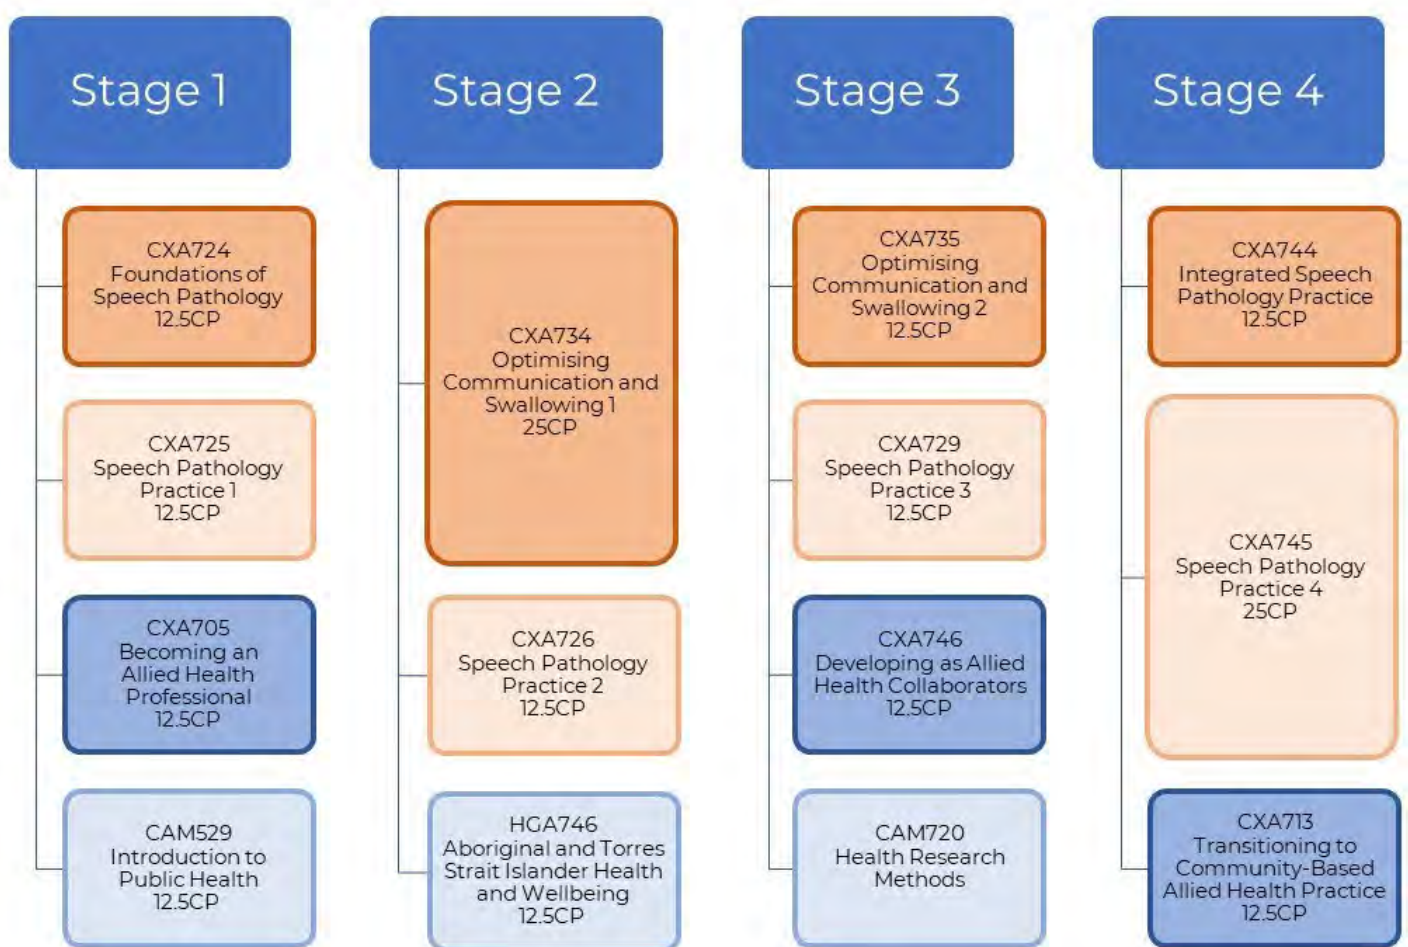 Stage 1
CXA724
Foundations of
Speech Pathology
12.5CP
CXA725
Speech Pathology
Practice 1
12.5CP
CXA705
Becoming an
Allied Health
Professional
12.5CP
CAM529
Introduction to
Public Health
12.5CP
Stage 2
CXA734
Optimising
Communication and
Swallowing 1
25CP
CXA726
Speech Pathology
Practice 2
12.5CP
HGA746
Aboriginal and Torres
Strait Islander Health
and Wellbeing
12.5CP
Stage 3
CXA735
Optimising
Communication and
Swallowing 2
12.5CP
CXA729
Speech Pathology
Practice 3
12.5CP
CXA746
Developing as Allied
Health Collaborators
12.5CP
CAM720
Health Research
Methods
Stage 4
CXA744
Integrated Speech
Pathology Practice
12.5CP
CXA745
Speech Pathology
Practice 4
25CP
CXA713
Transitioning to
Community-Based
Allied Health Practice
12.5CP